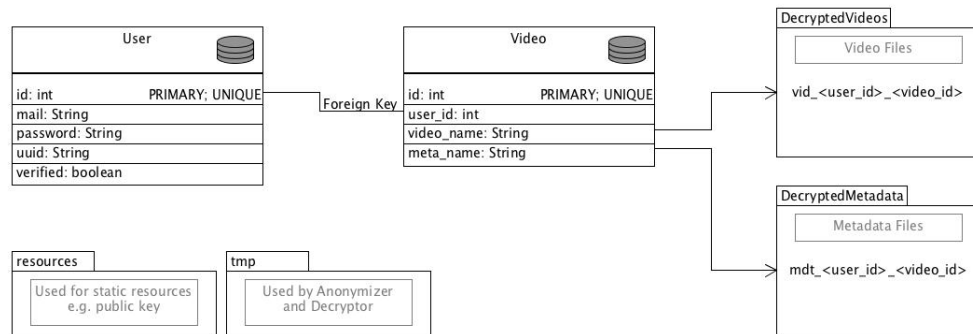 User
id: int PRIMARY; UNIQUE
mail: String
password: String
uuid: String
verified: boolean
Foreign Key
Video
id: int PRIMARY; UNIQUE
user_id: int
video_name: String
meta_name: String
DecryptedVideos
Video Files
vid_<user_id>_<video_id>
DecryptedMetadata
Metadata Files
mdt_<user_id>_<video_id>
resources
Used for static resources
e.g. public key
tmp
Used by Anonymizer
and Decryptor